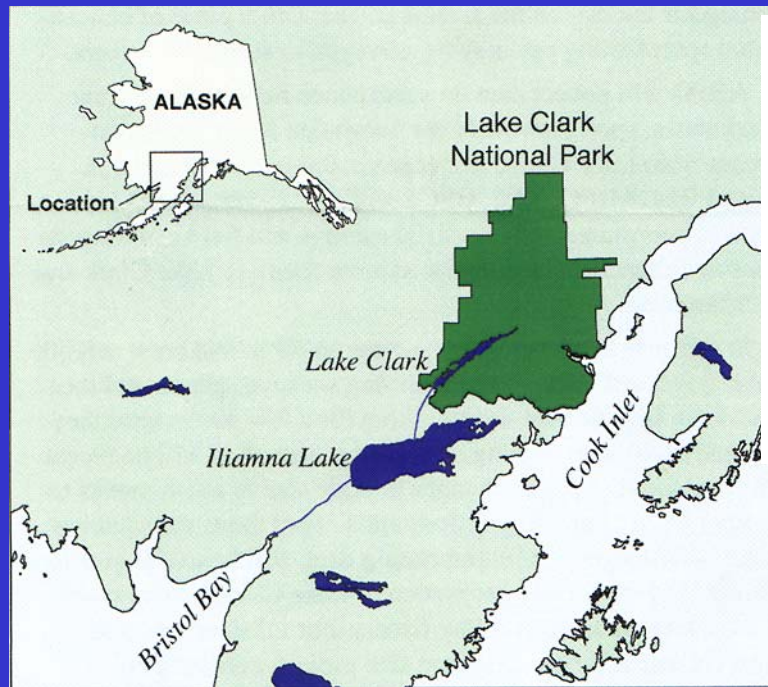 ALASKA
Location
Lake Clark
National Park
Lake Clark
Iliamna Lake
Cook Inlet
Bristol Bay